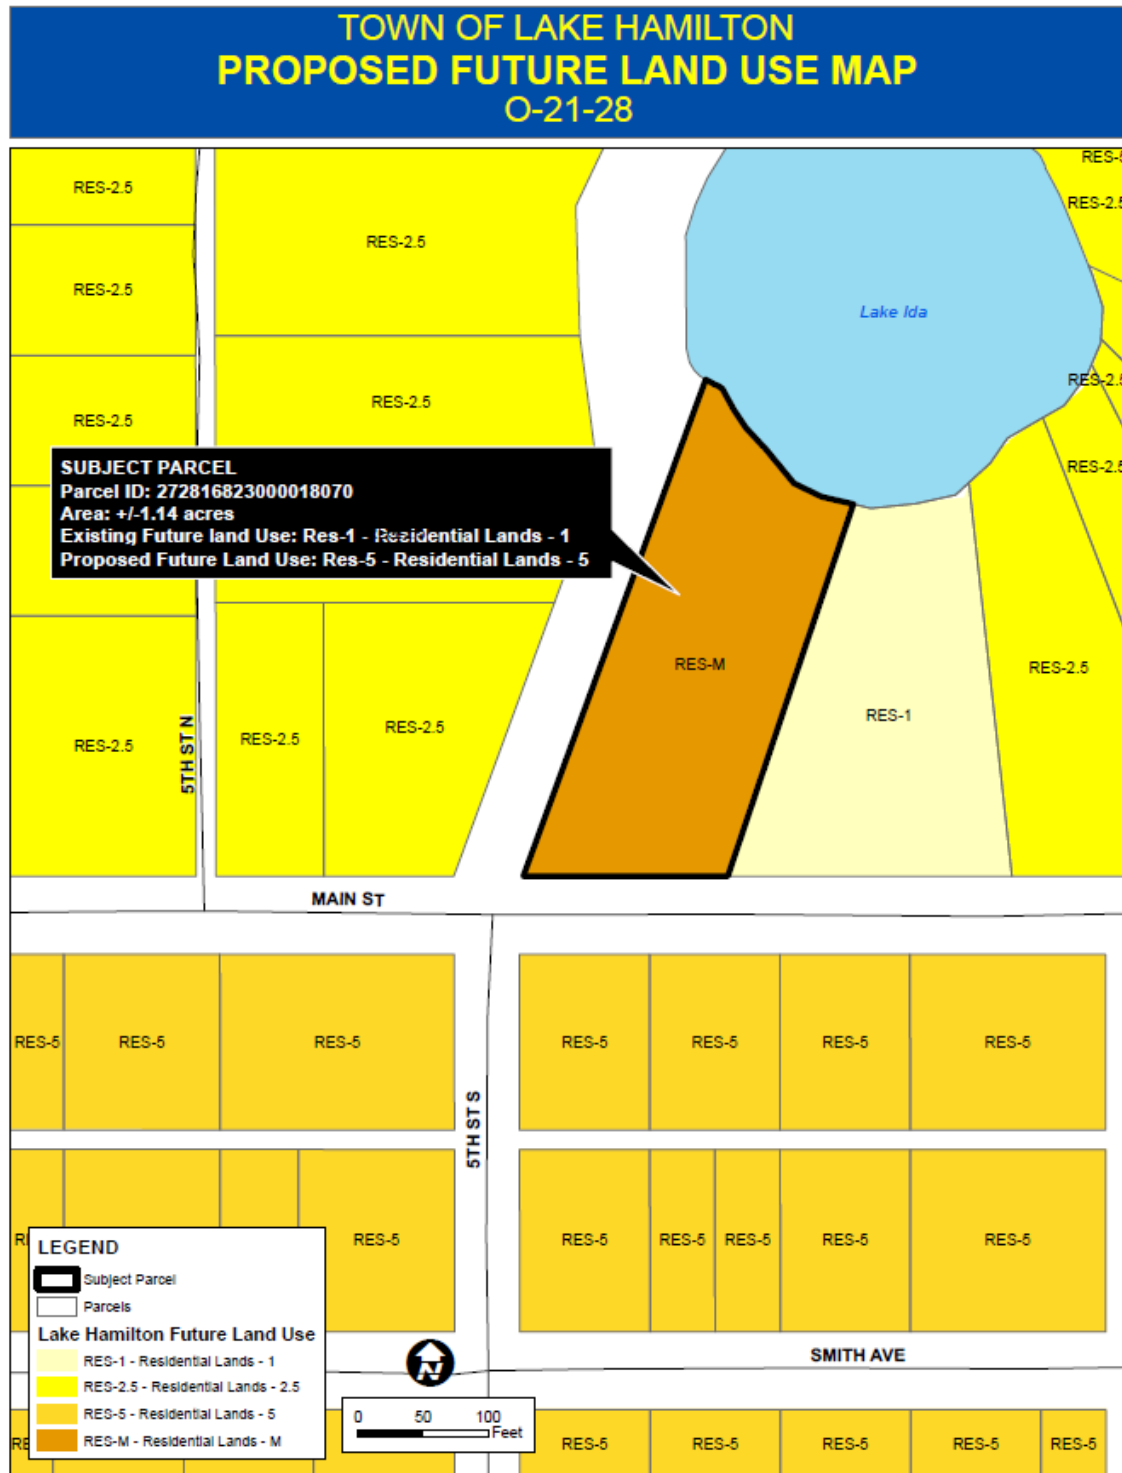 TOWN OF LAKE HAMILTON
PROPOSED FUTURE LAND USE MAP
O-21-28
RES-2.5
RES-2.5
RES-2.5
RES-2.5
RES-2.5
RES-2.5
RES-2.5
RES-2.5
RES-2.5
Lake Ida
RES-5
RES-2.5
RES-2.5
RES-2.5
RES-2.5
SUBJECT PARCEL
Parcel ID: 272816823000018070
Area: +/-1.14 acres
Existing Future land Use: Res-1 - Residential Lands - 1
Proposed Future Land Use: Res-5 - Residential Lands - 5
RES-M
RES-1
5TH ST N
MAIN ST
RES-5
RES-5
RES-5
RES-5
RES-5
RES-5
RES-5
5TH ST S
RES-5
RES-5
RES-5
RES-5
RES-5
RES-5
SMITH AVE
RES-5
RES-5
RES-5
RES-5
RES-5
LEGEND
Subject Parcel
Parcels
Lake Hamilton Future Land Use
RES-1 - Residential Lands - 1
RES-2.5 - Residential Lands - 2.5
RES-5 - Residential Lands - 5
RES-M - Residential Lands - M
N
0 50 100
Feet